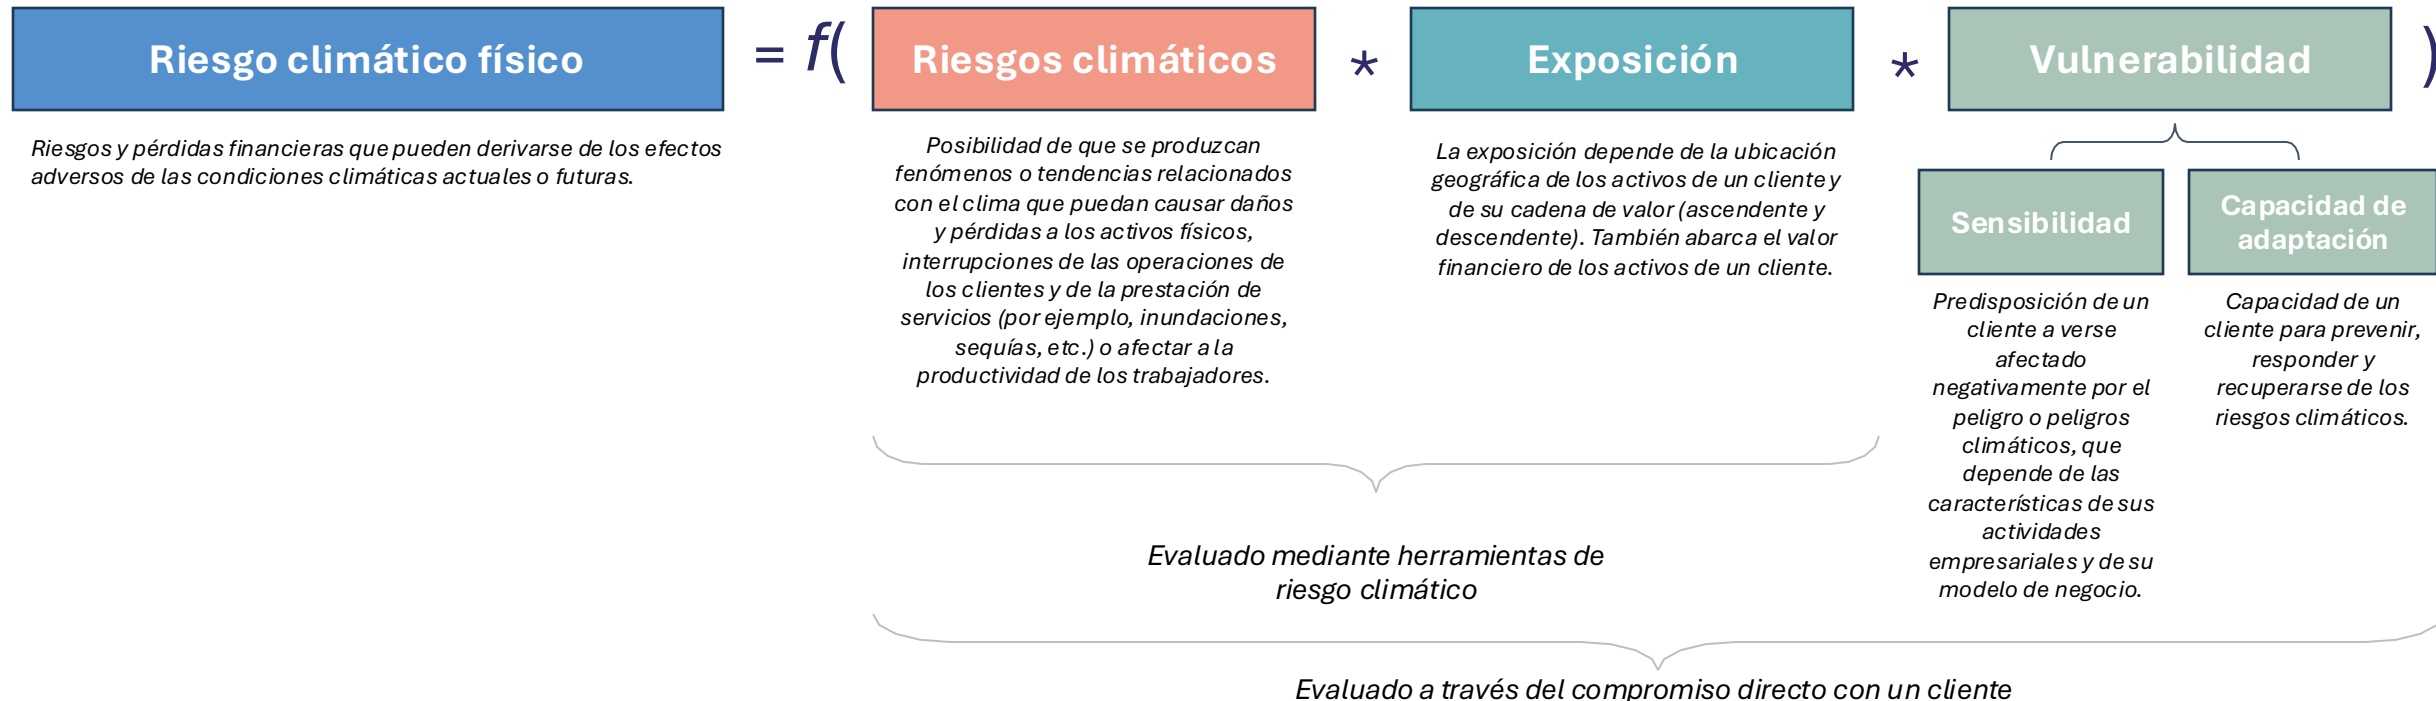 Riesgo climático físico
= f(
Riesgos climáticos
*
Exposición
*
Vulnerabilidad
)
Riesgos y pérdidas financieras que pueden derivarse de los efectos
adversos de las condiciones climáticas actuales o futuras.
Posibilidad de que se produzcan
fenómenos o tendencias relacionados
con el clima que puedan causar daños
y pérdidas a los activos físicos,
interrupciones de las operaciones de
los clientes y de la prestación de
servicios (por ejemplo, inundaciones,
sequías, etc.) o afectar a la
productividad de los trabajadores.
La exposición depende de la ubicación
geográfica de los activos de un cliente y
de su cadena de valor (ascendente y
descendente). También abarca el valor
financiero de los activos de un cliente.
Sensibilidad
Predisposición de un
cliente a verse
afectado
negativamente por el
peligro o peligros
climáticos, que
depende de las
características de sus
actividades
empresariales y de su
modelo de negocio.
Capacidad de
adaptación
Capacidad de un
cliente para prevenir,
responder y
recuperarse de los
riesgos climáticos.
Evaluado mediante herramientas de
riesgo climático
Evaluado a través del compromiso directo con un cliente